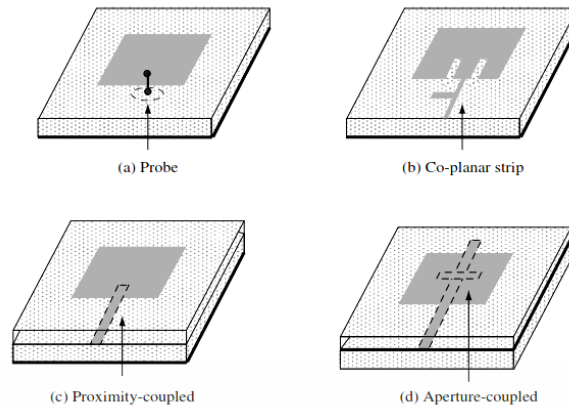 (a) Probe
(b) Co-planar strip
(c) Proximity-coupled
(d) Aperture-coupled